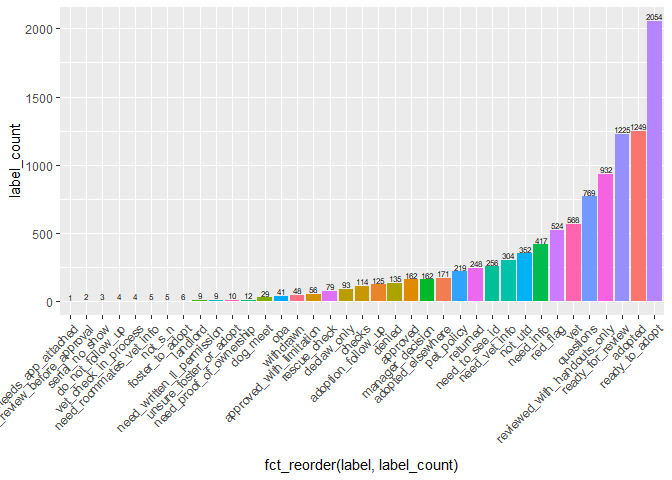 2054
2000
1500
1249
1225
1000
932
769
568
524
500
417
352
304
256
248
219
171
162
162
135
125
114
93
79
56
48
41
29
12
10
9
9
6
5
5
4
4
3
2
1
0
label_count
needs_app_attached
_review_before_approval
serial_no_show
do_not_follow_up
vet_check_in_process
need_roommates_vet_info
not_s_n
foster_to_adopt
landlord
need_written_ll_permission
unsure_foster_or_adopt
need_proof_of_ownership
dog_meet
opa
withdrawn
approved_with_limitation
rescue_check
declaw_only
checks
adoption_follow_up
denied
approved
manager_decision
adopted_elsewhere
pet_policy
returned
need_to_see_id
need_vet_info
not_utd
need_info
red_flag
vet
questions
reviewed_with_handouts_only
ready_for_review
adopted
ready_to_adopt
fct_reorder(label, label_count)